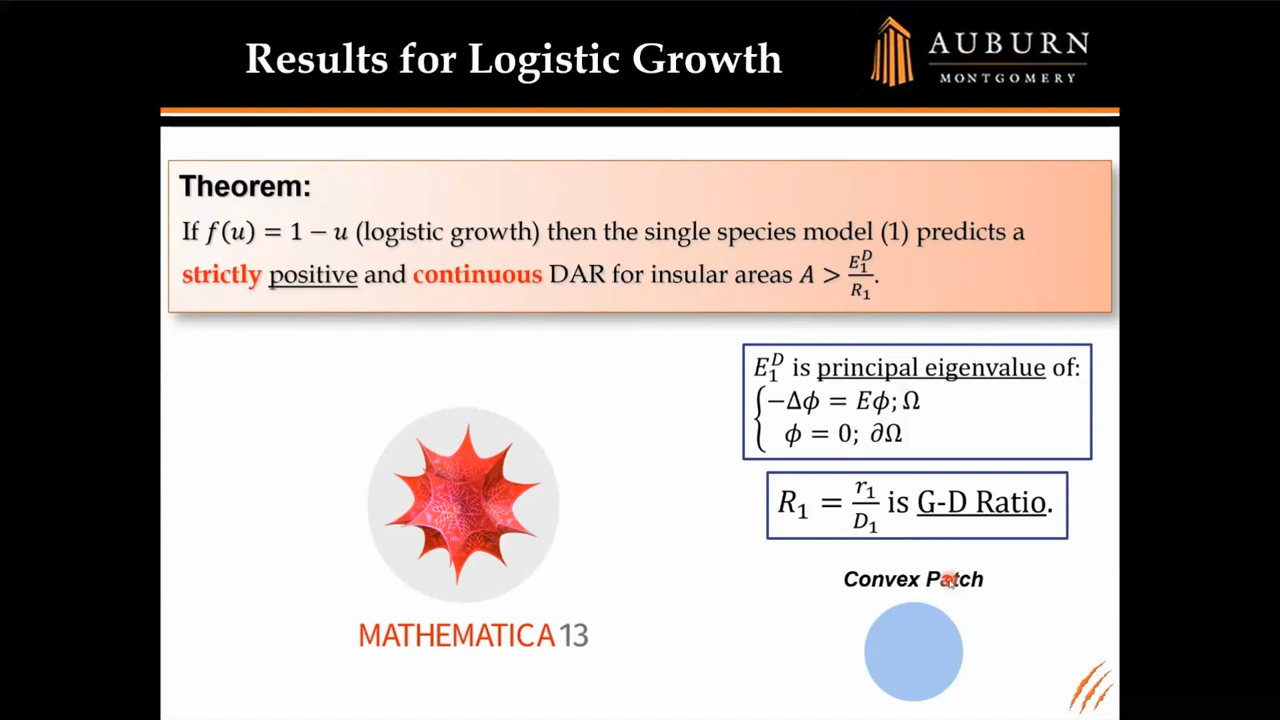 Results for Logistic Growth
AUBURN
MONTGOMERY
Theorem:
If f(u) = 1 − u (logistic growth) then the single species model (1) predicts a
strictly positive and continuous DAR for insular areas A > E₁ᴰ/R₁.
E₁ᴰ is principal eigenvalue of:
{−Δϕ = Eϕ; Ω
ϕ = 0; ∂Ω
R₁ = r₁/D₁ is G-D Ratio.
Convex Patch
MATHEMATICA 13